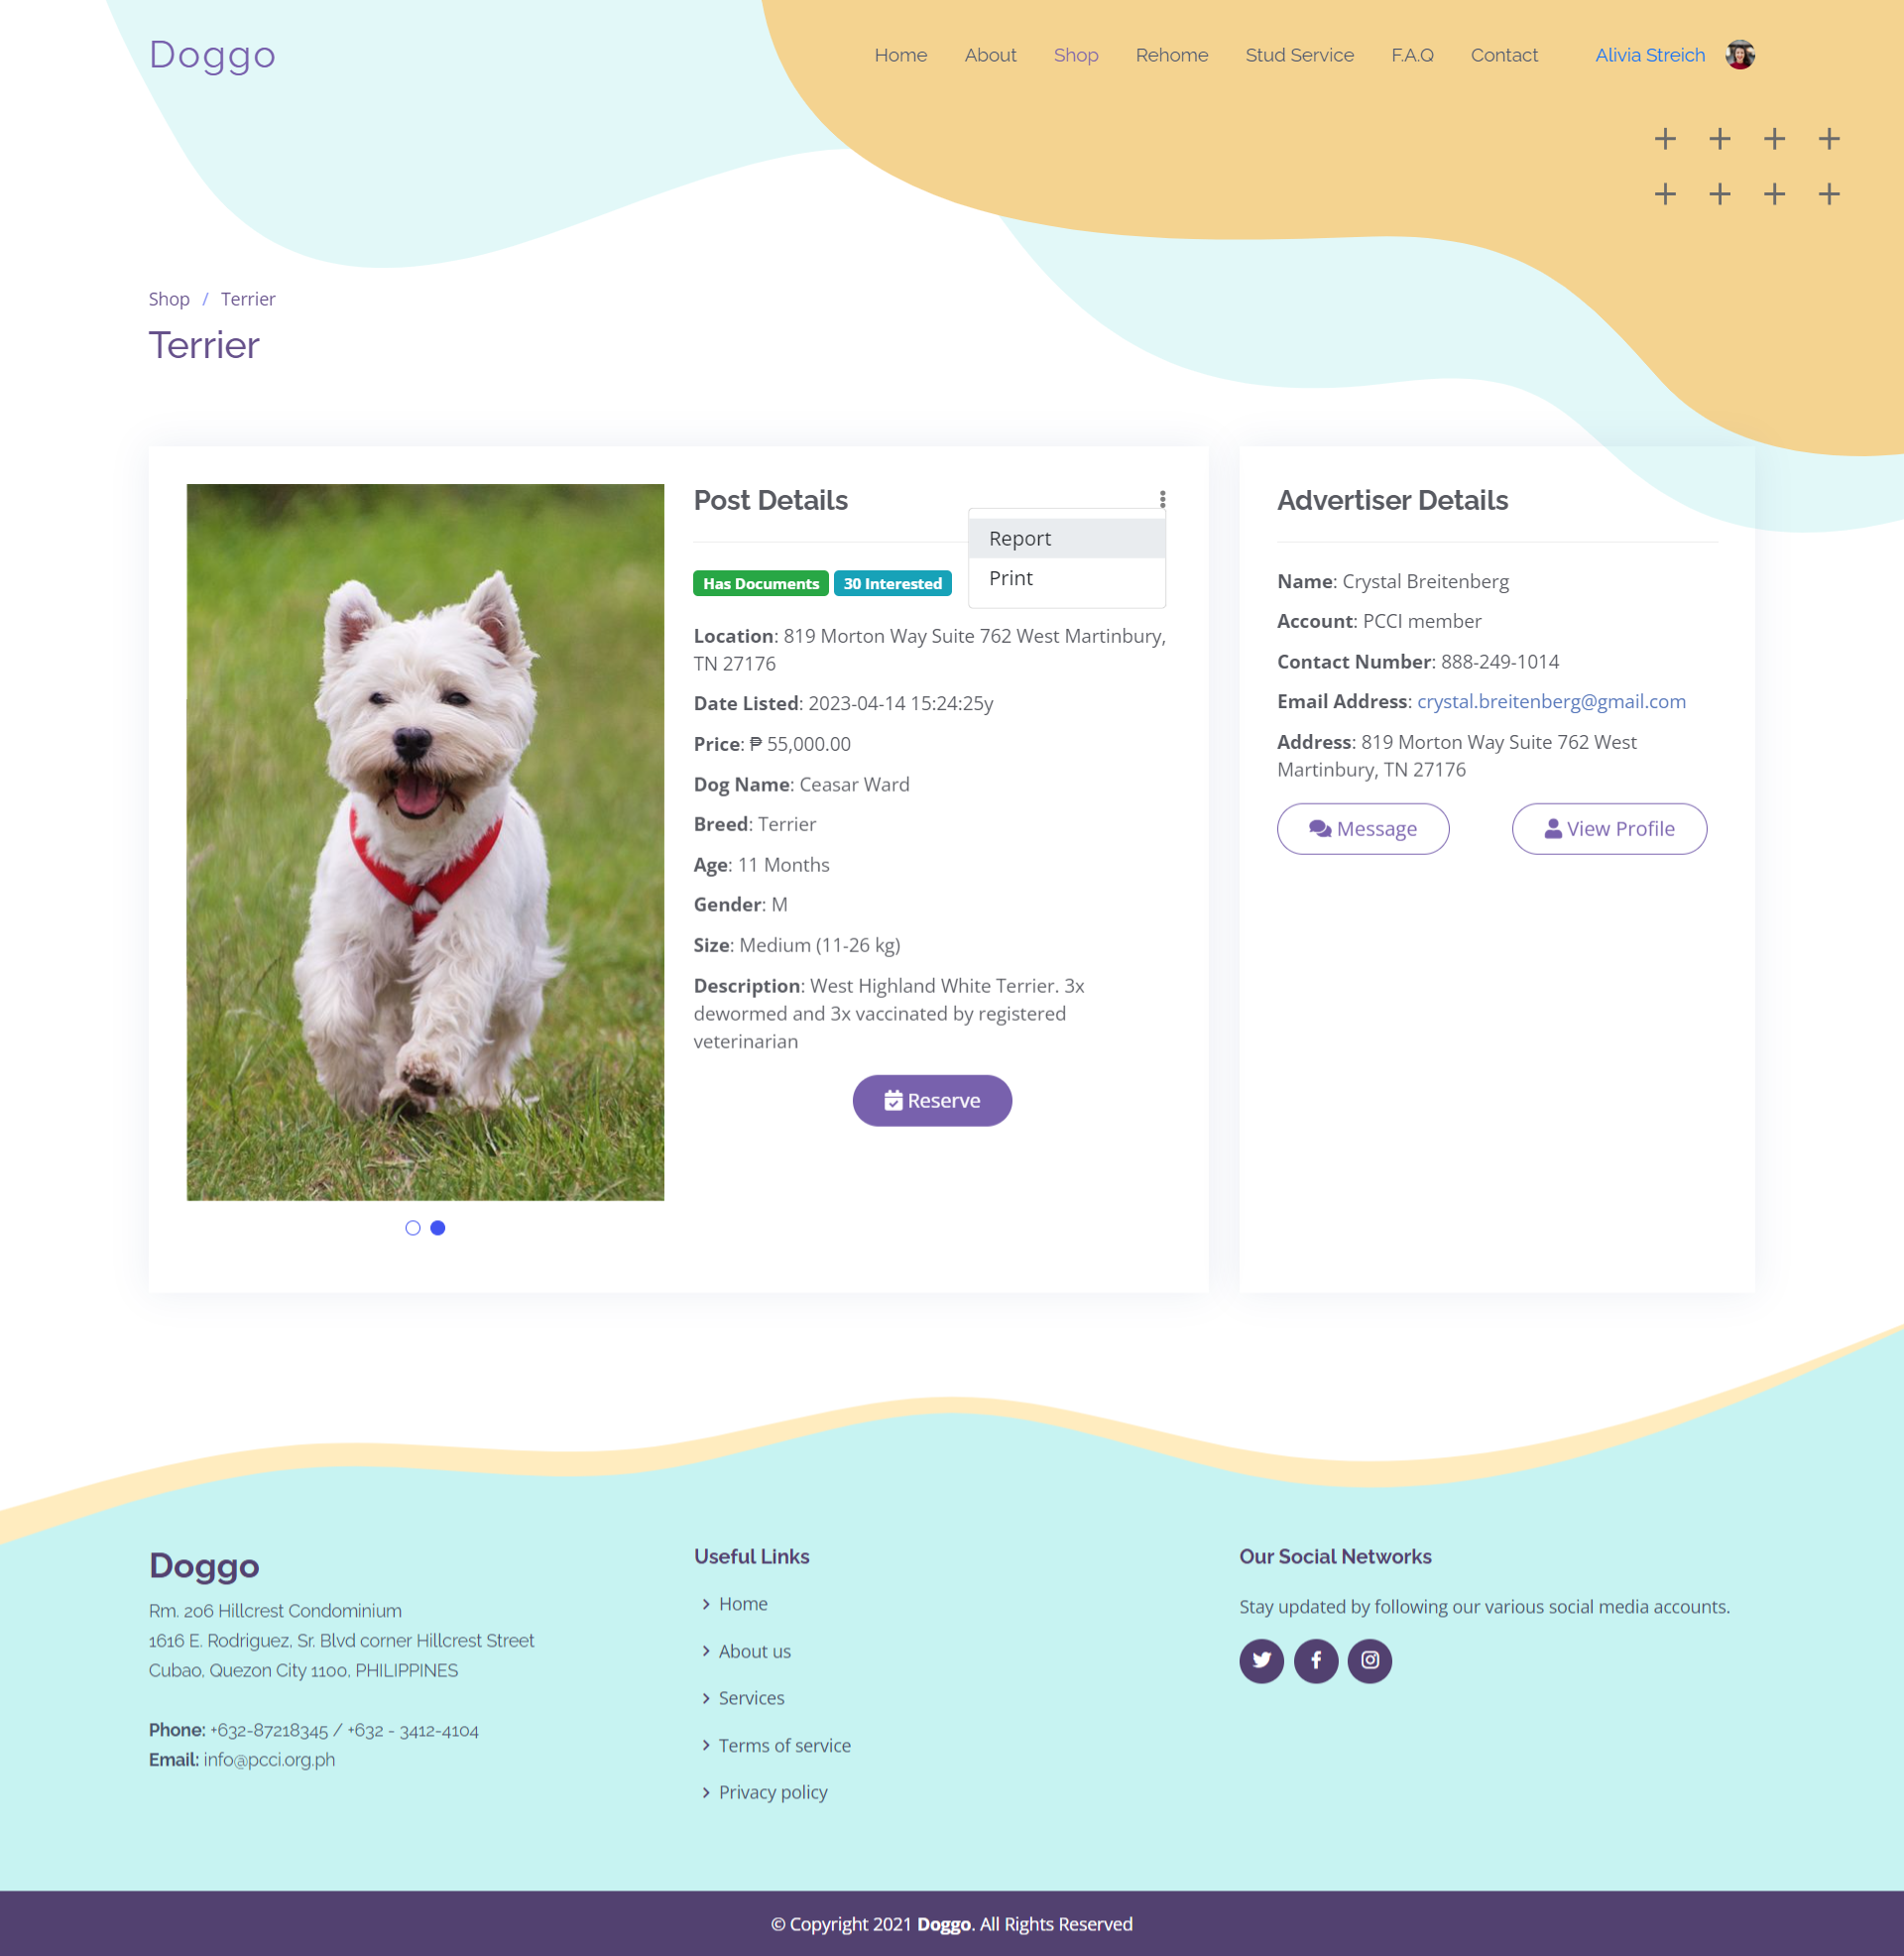 Doggo
Home About Shop Rehome Stud Service F.A.Q Contact Alivia Streich
Shop / Terrier
Terrier
Post Details
Report
Print
Has Documents 30 Interested
Location: 819 Morton Way Suite 762 West Martinbury,
TN 27176
Date Listed: 2023-04-14 15:24:25y
Price: ₱ 55,000.00
Dog Name: Ceasar Ward
Breed: Terrier
Age: 11 Months
Gender: M
Size: Medium (11-26 kg)
Description: West Highland White Terrier. 3x
dewormed and 3x vaccinated by registered
veterinarian
Reserve
Advertiser Details
Name: Crystal Breitenberg
Account: PCCI member
Contact Number: 888-249-1014
Email Address: crystal.breitenberg@gmail.com
Address: 819 Morton Way Suite 762 West
Martinbury, TN 27176
Message
View Profile
Doggo
Rm. 206 Hillcrest Condominium
1616 E. Rodriguez, Sr. Blvd corner Hillcrest Street
Cubao, Quezon City 1100, PHILIPPINES
Phone: +632-87218345 / +632 - 3412-4104
Email: info@pcci.org.ph
Useful Links
Home
About us
Services
Terms of service
Privacy policy
Our Social Networks
Stay updated by following our various social media accounts.
© Copyright 2021 Doggo. All Rights Reserved